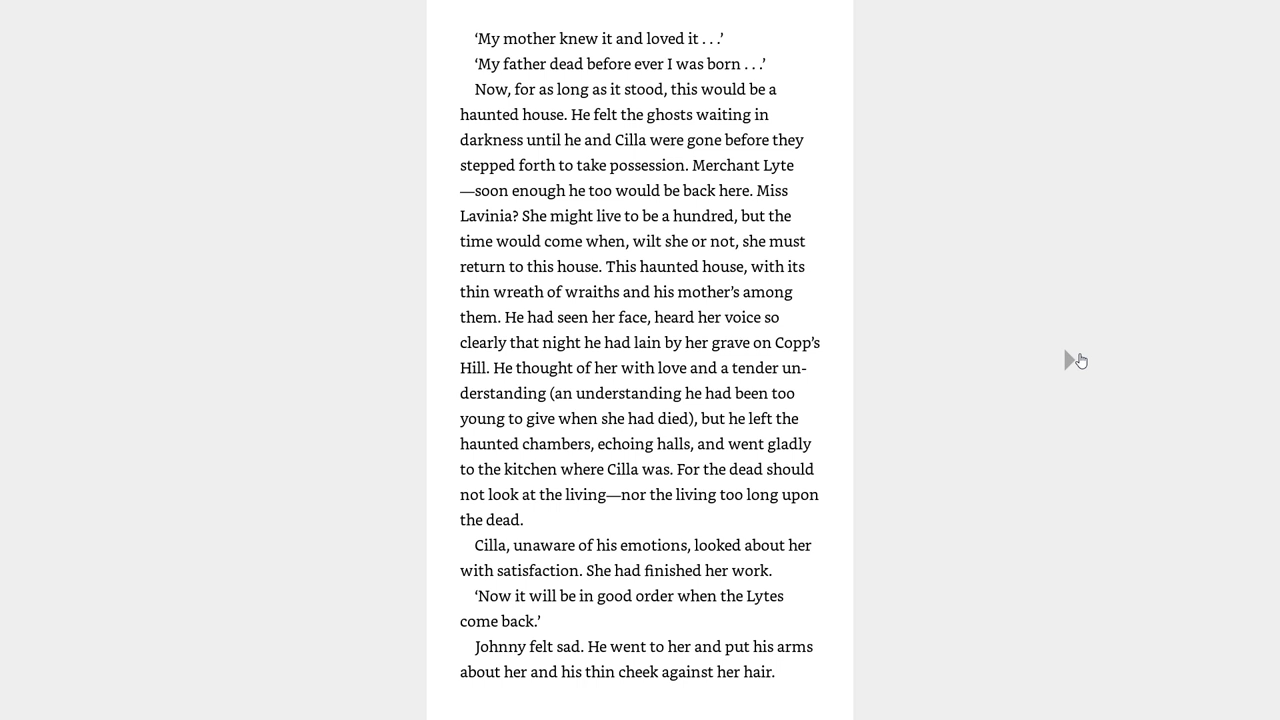 ‘My mother knew it and loved it . . .’
‘My father dead before ever I was born . . .’
Now, for as long as it stood, this would be a
haunted house. He felt the ghosts waiting in
darkness until he and Cilla were gone before they
stepped forth to take possession. Merchant Lyte
—soon enough he too would be back here. Miss
Lavinia? She might live to be a hundred, but the
time would come when, wilt she or not, she must
return to this house. This haunted house, with its
thin wreath of wraiths and his mother’s among
them. He had seen her face, heard her voice so
clearly that night he had lain by her grave on Copp’s
Hill. He thought of her with love and a tender un-
derstanding (an understanding he had been too
young to give when she had died), but he left the
haunted chambers, echoing halls, and went gladly
to the kitchen where Cilla was. For the dead should
not look at the living—nor the living too long upon
the dead.
Cilla, unaware of his emotions, looked about her
with satisfaction. She had finished her work.
‘Now it will be in good order when the Lytes
come back.’
Johnny felt sad. He went to her and put his arms
about her and his thin cheek against her hair.